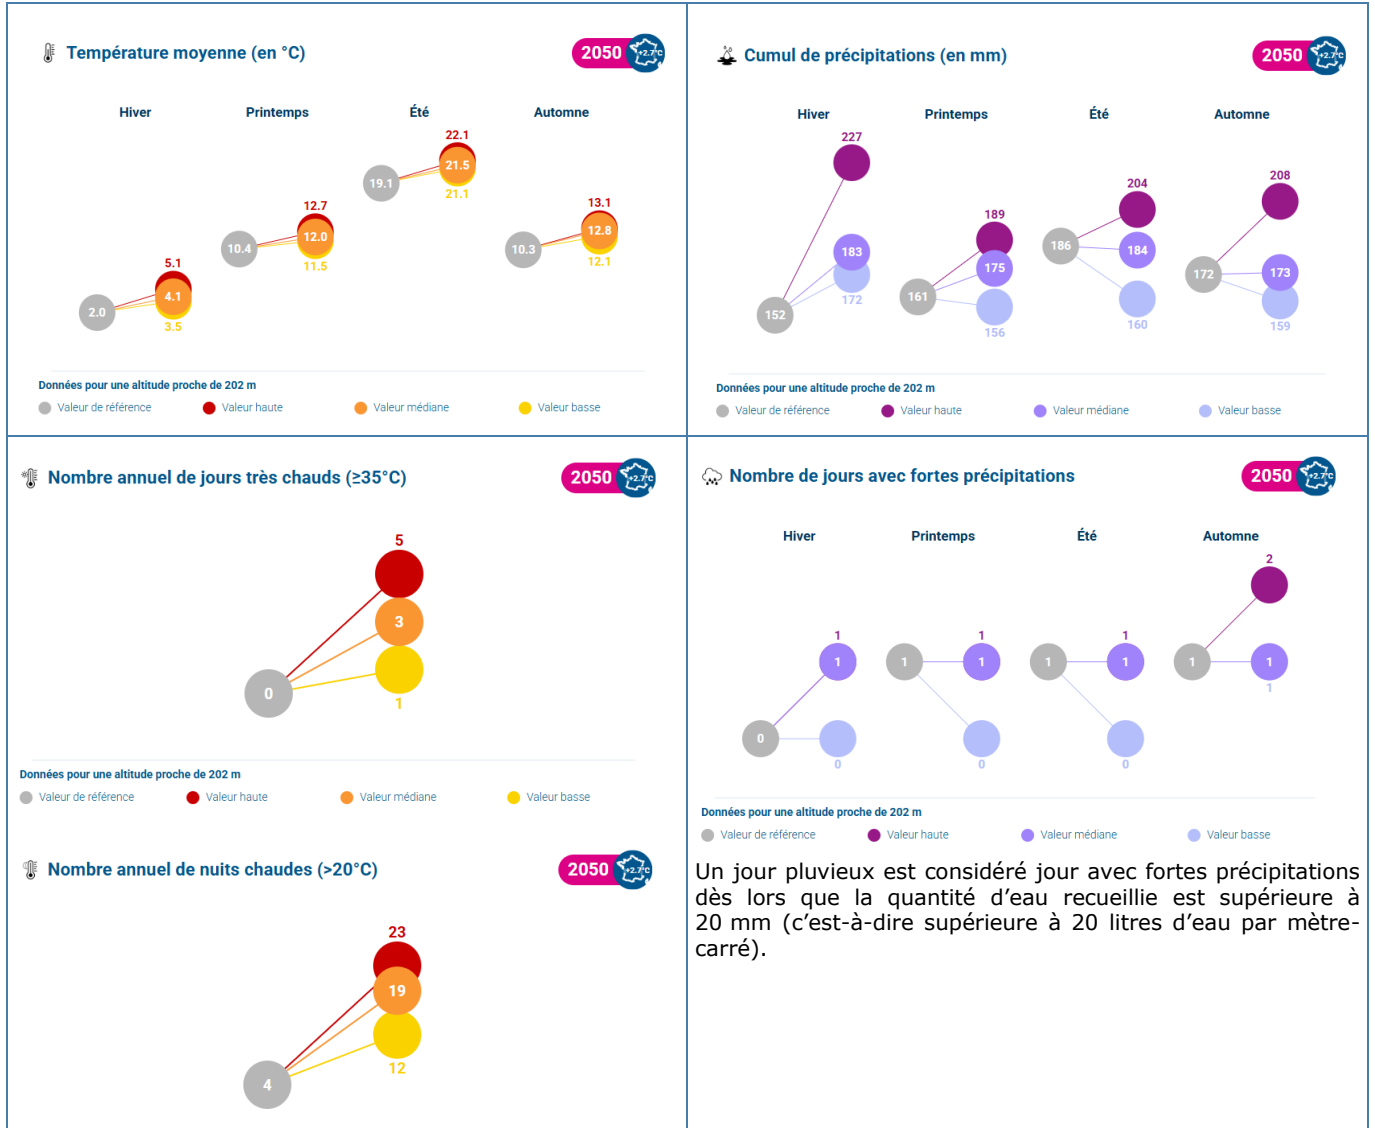 Température moyenne (en °C)
2050 +2.7°C
Hiver Printemps Été Automne
22.1
21.5
19.1
21.1
12.7
12.0
10.4
11.5
13.1
12.8
10.3
12.1
5.1
4.1
2.0
3.5
Données pour une altitude proche de 202 m
Valeur de référence Valeur haute Valeur médiane Valeur basse
Cumul de précipitations (en mm)
2050 +2.7°C
Hiver Printemps Été Automne
227
183
172
152
189
175
161
156
204
186
184
160
208
172
173
159
Données pour une altitude proche de 202 m
Valeur de référence Valeur haute Valeur médiane Valeur basse
Nombre annuel de jours très chauds (≥35°C)
2050 +2.7°C
5
3
0
1
Données pour une altitude proche de 202 m
Valeur de référence Valeur haute Valeur médiane Valeur basse
Nombre annuel de nuits chaudes (>20°C)
2050 +2.7°C
23
19
12
4
Nombre de jours avec fortes précipitations
2050 +2.7°C
Hiver Printemps Été Automne
1
1
0
0
1
1
1
0
1
1
1
0
2
1
1
1
Données pour une altitude proche de 202 m
Valeur de référence Valeur haute Valeur médiane Valeur basse
Un jour pluvieux est considéré jour avec fortes précipitations
dès lors que la quantité d’eau recueillie est supérieure à
20 mm (c’est-à-dire supérieure à 20 litres d’eau par mètre-
carré).